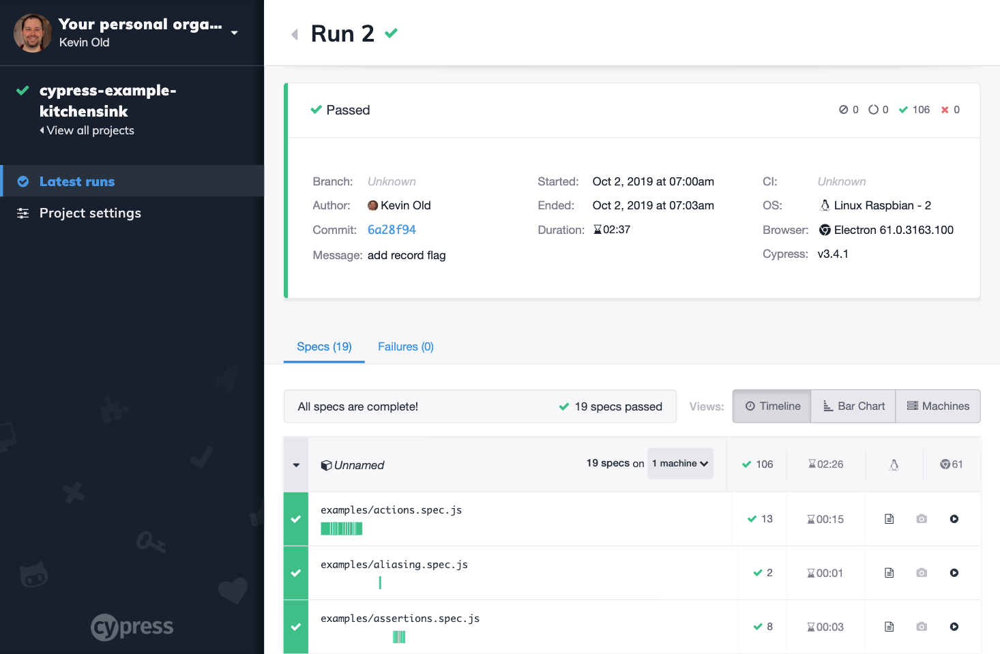 Your personal orga...
Kevin Old
cypress-example-
kitchensink
View all projects
Latest runs
Project settings
cypress
Run 2
Passed
0 0 106 0
Branch: Unknown
Author: Kevin Old
Commit: 6a28f94
Message: add record flag
Started: Oct 2, 2019 at 07:00am
Ended: Oct 2, 2019 at 07:03am
Duration: 02:37
CI: Unknown
OS: Linux Raspbian - 2
Browser: Electron 61.0.3163.100
Cypress: v3.4.1
Specs (19) Failures (0)
All specs are complete! 19 specs passed Views: Timeline Bar Chart Machines
Unnamed 19 specs on 1 machine 106 02:26 61
examples/actions.spec.js
13 00:15
examples/aliasing.spec.js
2 00:01
examples/assertions.spec.js
8 00:03